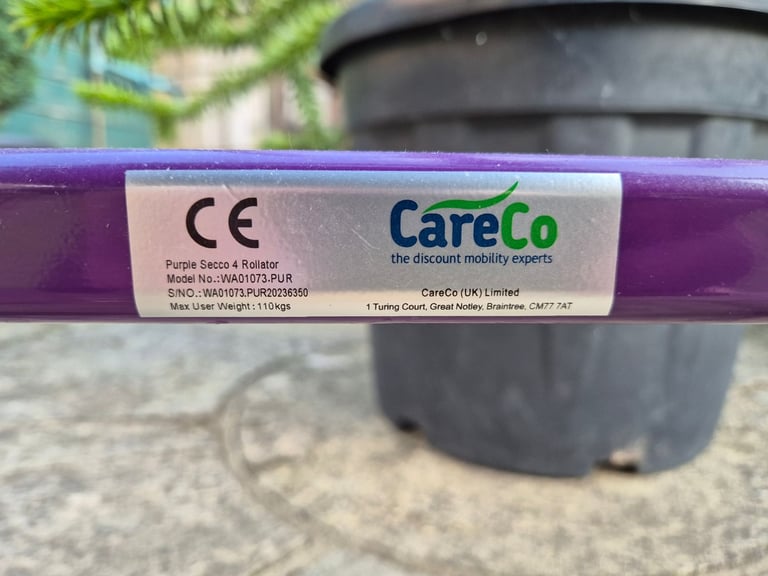 CE
Purple Secco 4 Rollator
Model No.:WA01073.PUR
S/NO.:WA01073.PUR20236350
Max User Weight:110kgs
CareCo
the discount mobility experts
CareCo (UK) Limited
1 Turing Court, Great Notley, Braintree, CM77 7AT